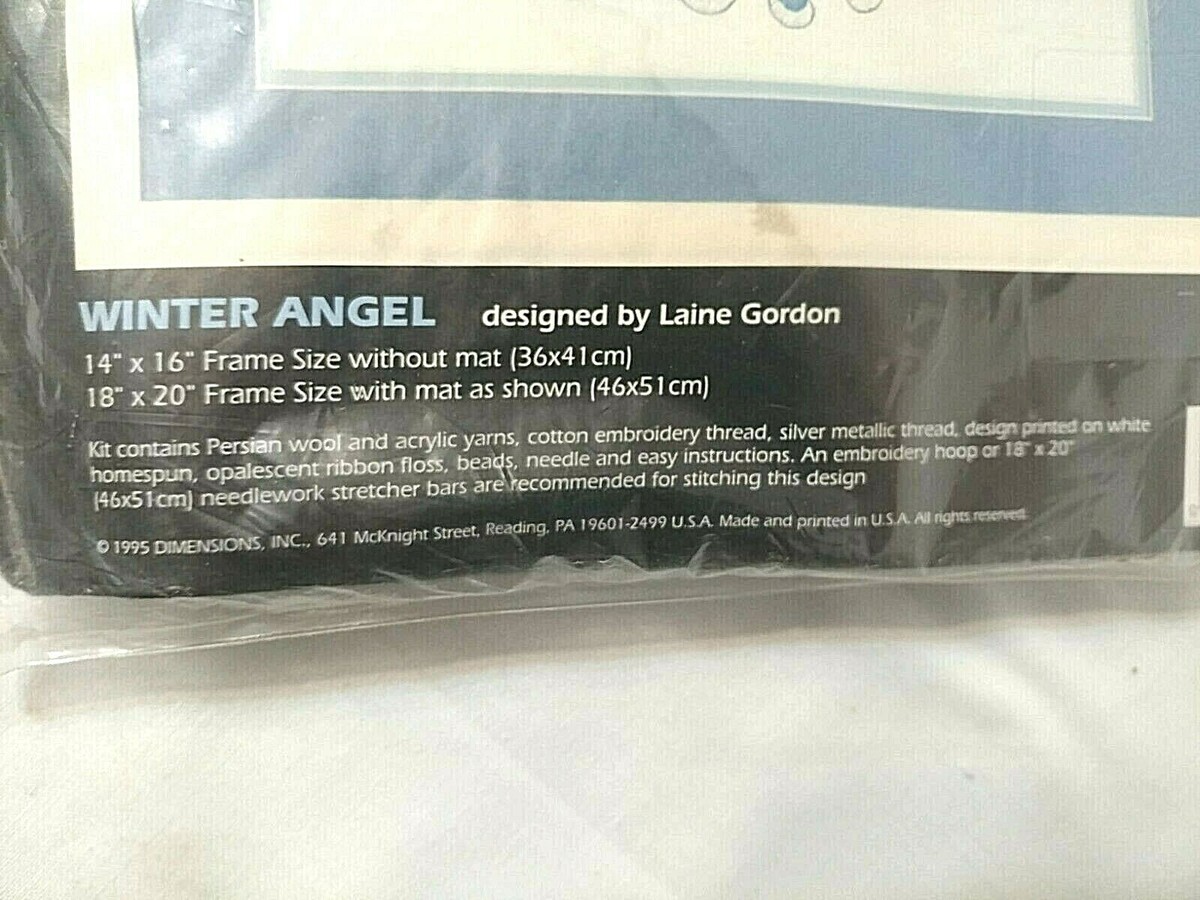 WINTER ANGEL designed by Laine Gordon
14" x 16" Frame Size without mat (36x41cm)
18" x 20" Frame Size with mat as shown (46x51cm)
Kit contains Persian wool and acrylic yarns, cotton embroidery thread, silver metallic thread, design printed on white
homespun, opalescent ribbon floss, beads, needle and easy instructions. An embroidery hoop or 18" x 20"
(46x51cm) needlework stretcher bars are recommended for stitching this design
© 1995 DIMENSIONS, INC., 641 McKnight Street, Reading, PA 19601-2499 U.S.A. Made and printed in U.S.A. All rights reserved.